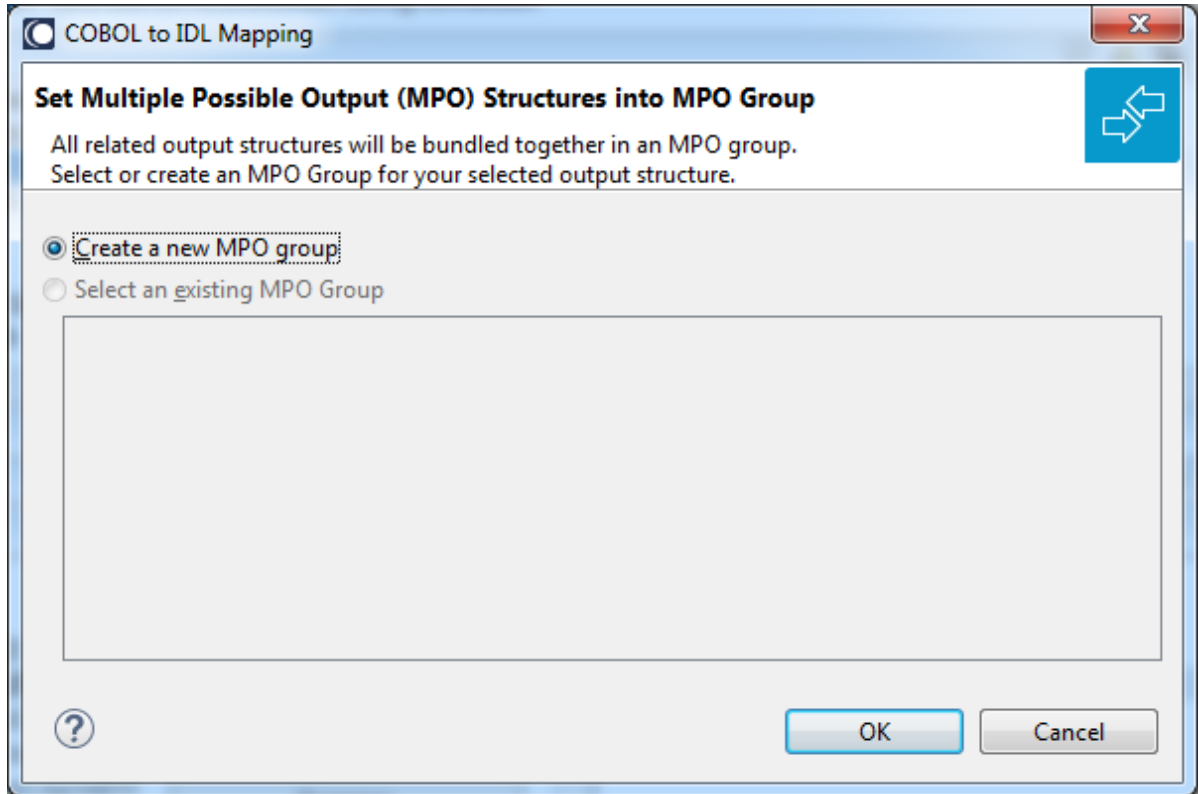 COBOL to IDL Mapping
Set Multiple Possible Output (MPO) Structures into MPO Group
All related output structures will be bundled together in an MPO group.
Select or create an MPO Group for your selected output structure.
Create a new MPO group
Select an existing MPO Group
?
OK
Cancel